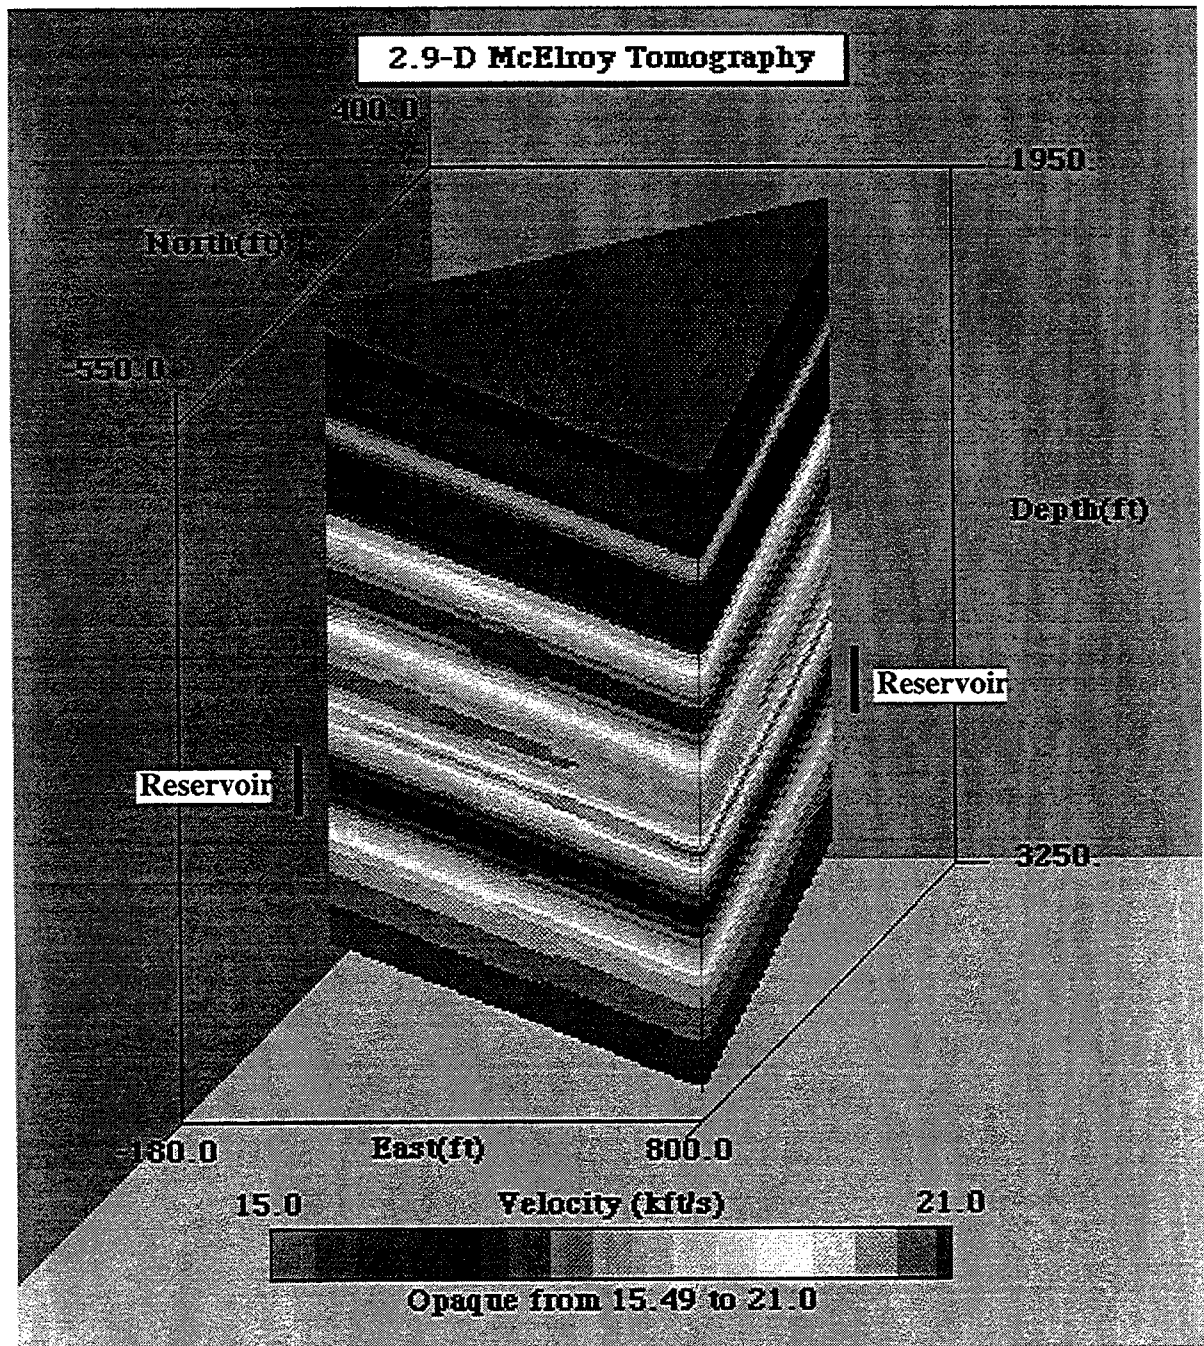 2.9-D McElroy Tomography
400.0
1950.
North(ft)
-550.0
Depth(ft)
Reservoir
Reservoir
3250.
-180.0
East(ft)
800.0
15.0
Velocity (kft/s)
21.0
Opaque from 15.49 to 21.0